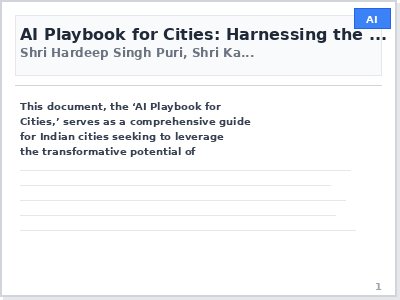 AI
AI Playbook for Cities: Harnessing the ...
Shri Hardeep Singh Puri, Shri Ka...
This document, the ‘AI Playbook for
Cities,’ serves as a comprehensive guide
for Indian cities seeking to leverage
the transformative potential of
1